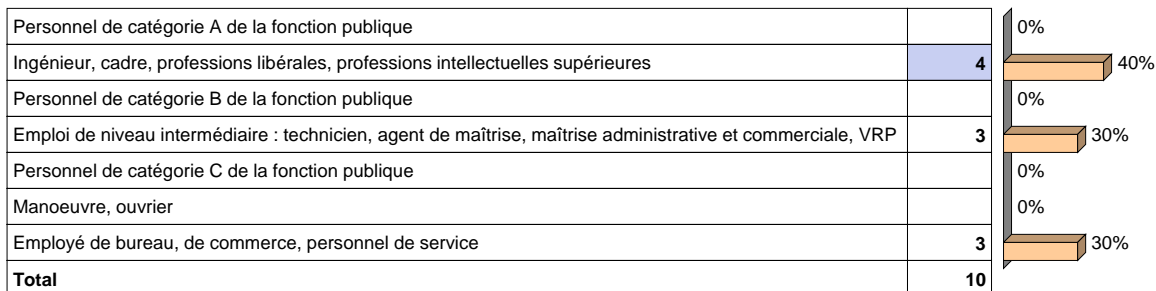 Personnel de catégorie A de la fonction publique 0%
Ingénieur, cadre, professions libérales, professions intellectuelles supérieures 4 40%
Personnel de catégorie B de la fonction publique 0%
Emploi de niveau intermédiaire : technicien, agent de maîtrise, maîtrise administrative et commerciale, VRP 3 30%
Personnel de catégorie C de la fonction publique 0%
Manoeuvre, ouvrier 0%
Employé de bureau, de commerce, personnel de service 3 30%
Total 10